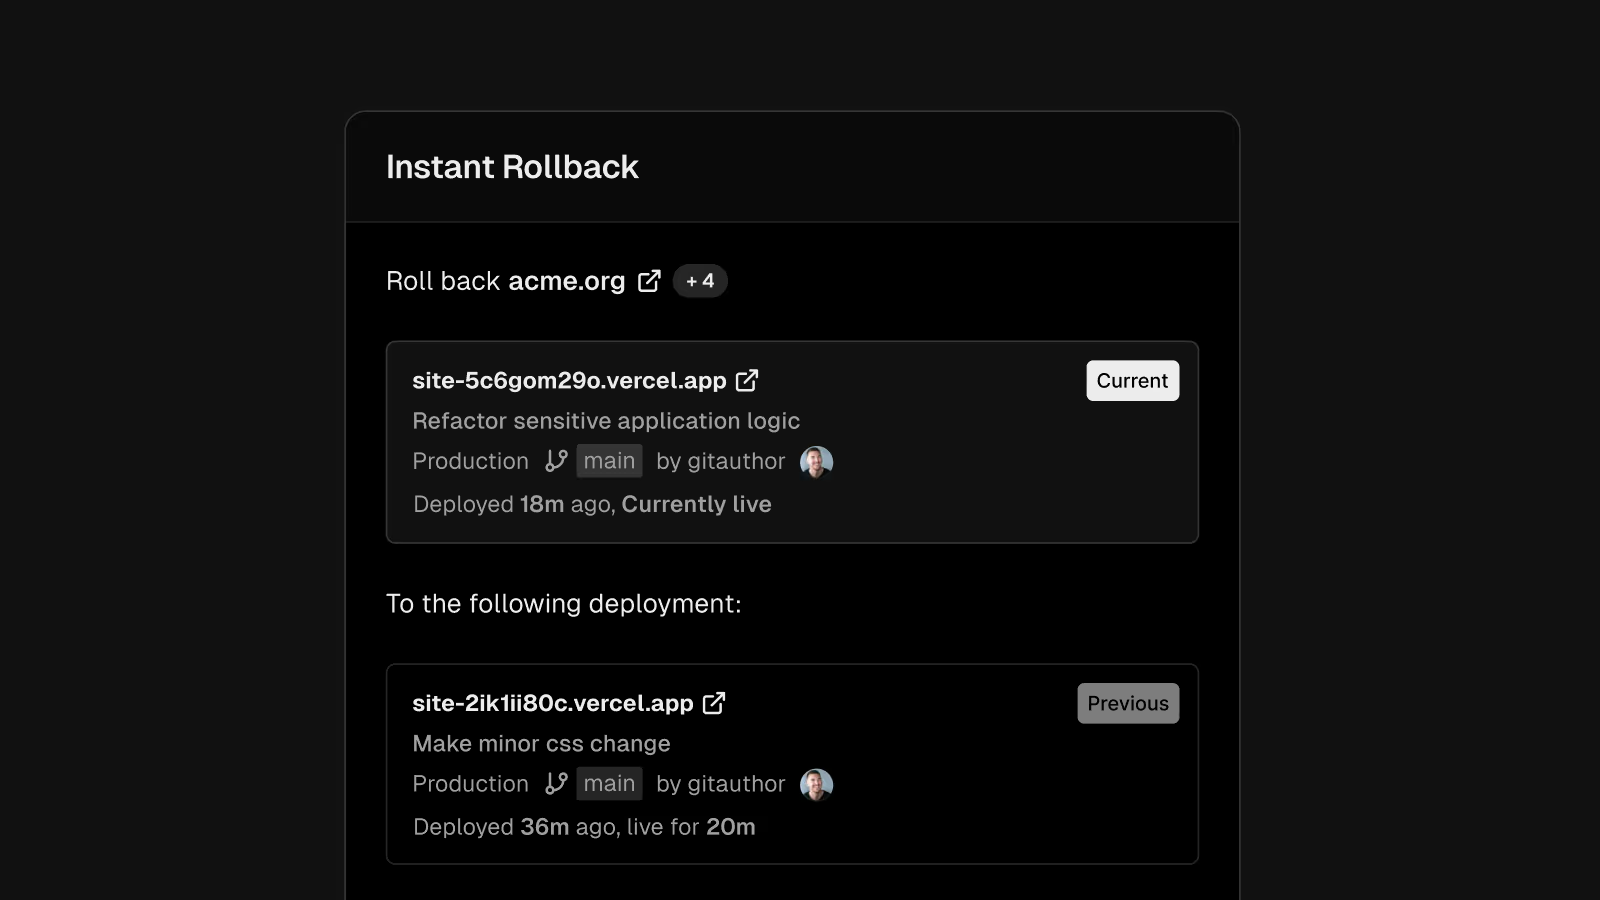 Instant Rollback
Roll back acme.org + 4
site-5c6gom29o.vercel.app Current
Refactor sensitive application logic
Production main by gitauthor
Deployed 18m ago, Currently live
To the following deployment:
site-2ik1ii80c.vercel.app Previous
Make minor css change
Production main by gitauthor
Deployed 36m ago, live for 20m